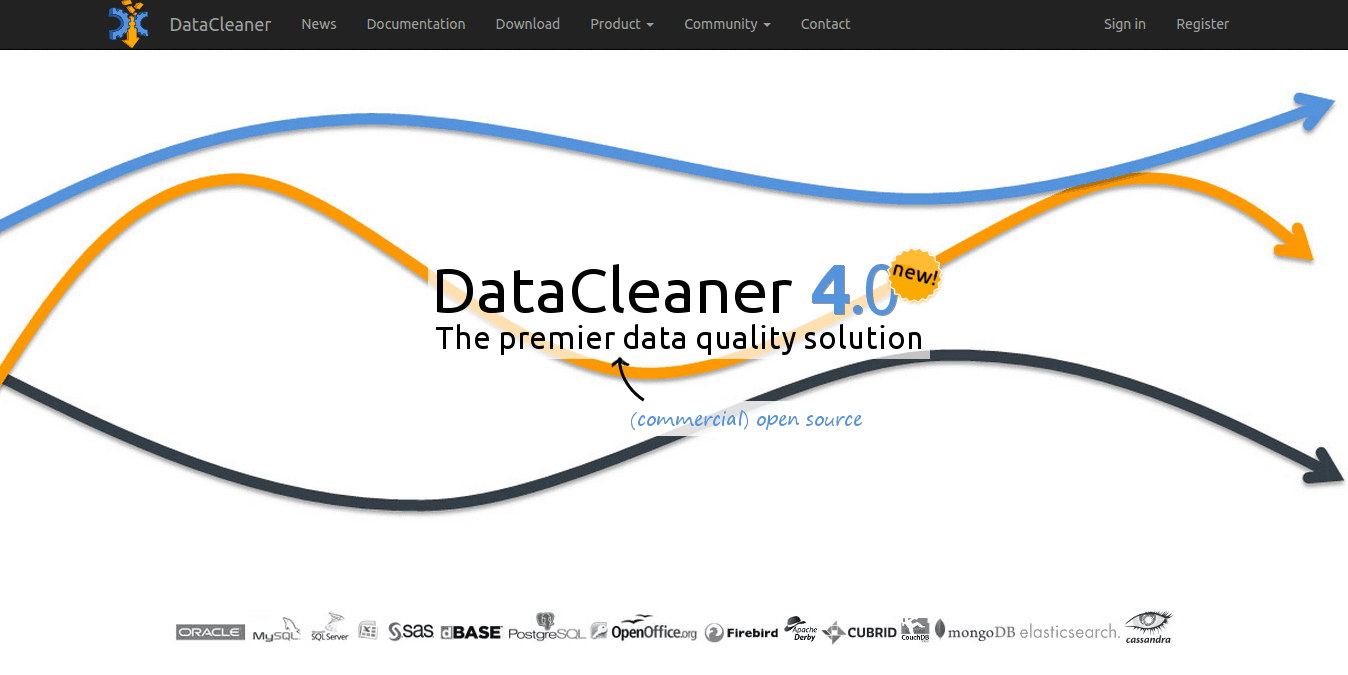 DataCleaner News Documentation Download Product Community Contact Sign in Register
DataCleaner 4.0 new!
The premier data quality solution
(commercial) open source
ORACLE MySQL SQL Server SAS dBASE PostgreSQL OpenOffice.org Firebird Apache Derby CUBRID CouchDB mongoDB elasticsearch. cassandra